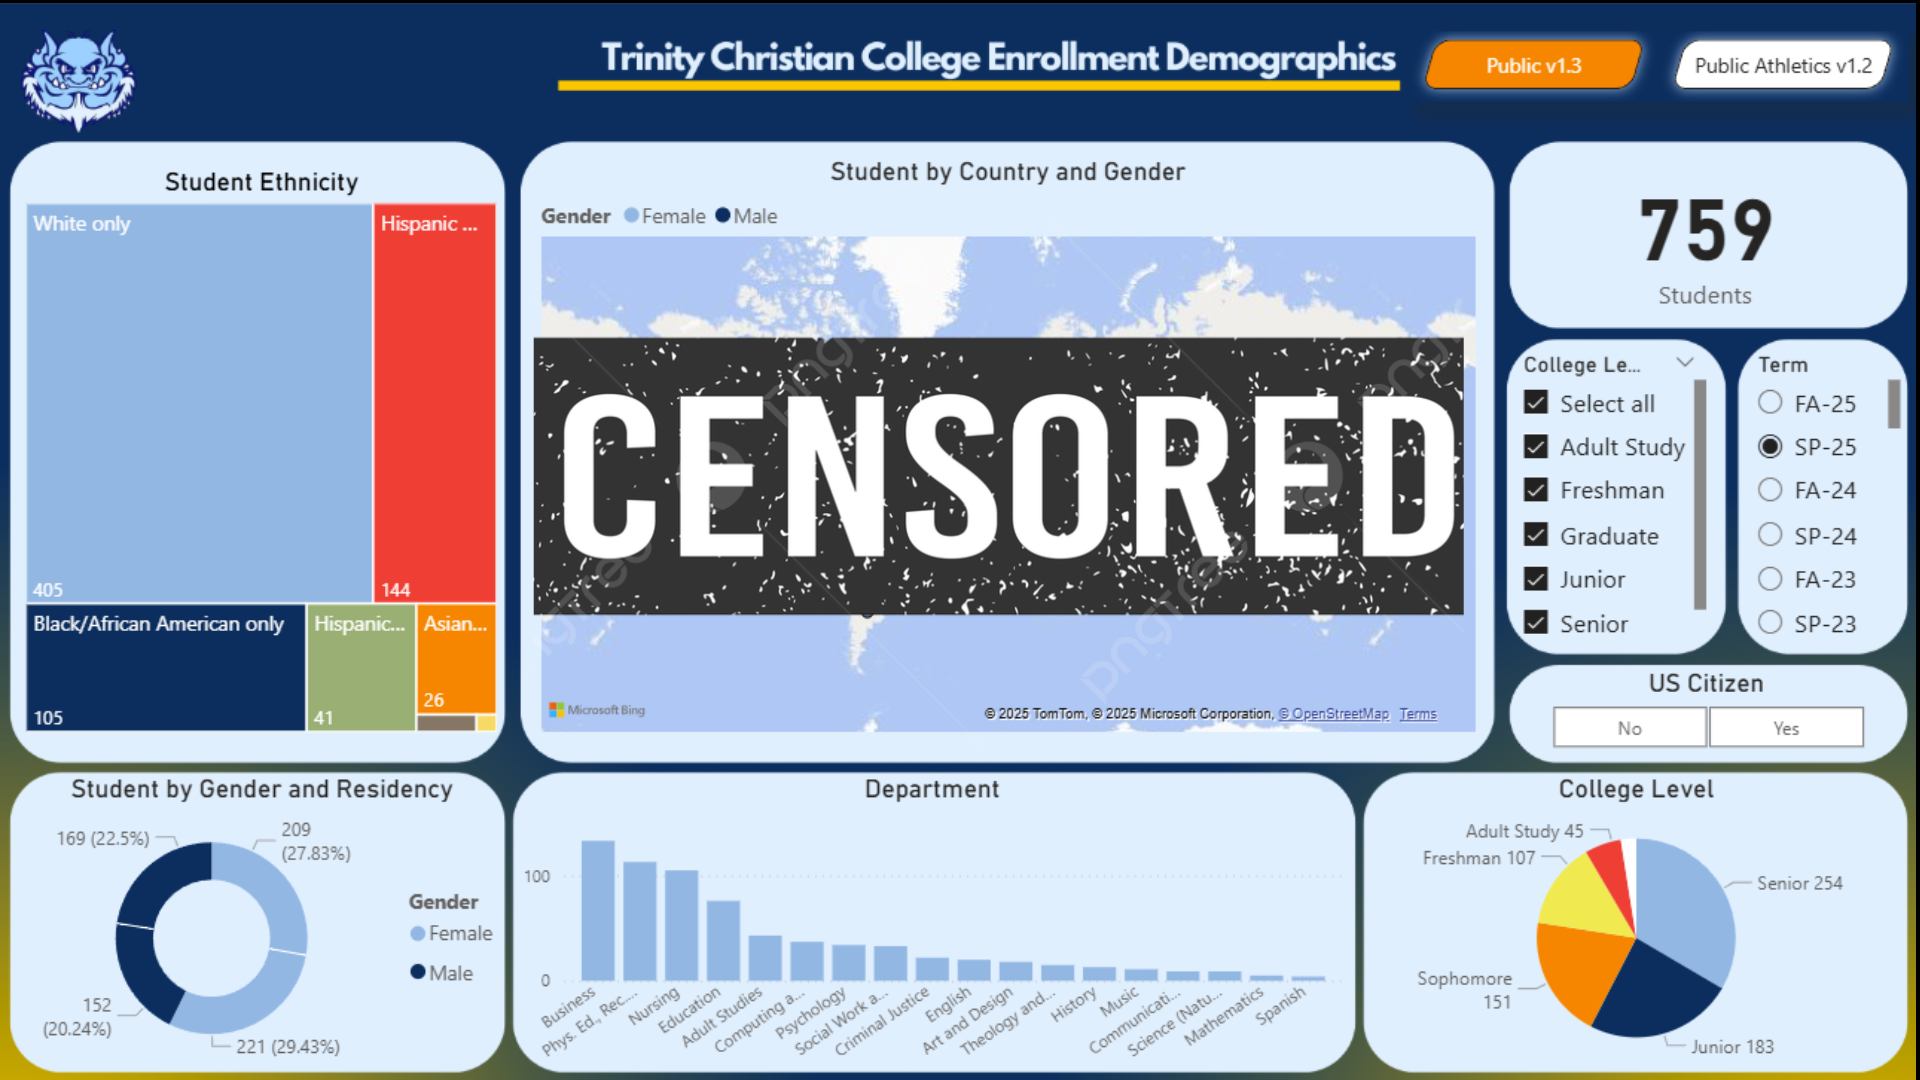 Trinity Christian College Enrollment Demographics
Public v1.3
Public Athletics v1.2
Student Ethnicity
White only
405
Hispanic ...
144
Black/African American only
105
Hispanic...
41
Asian...
26
Student by Country and Gender
Gender Female Male
CENSORED
pngtree
Microsoft Bing
© 2025 TomTom, © 2025 Microsoft Corporation, © OpenStreetMap Terms
759
Students
College Le...
Select all
Adult Study
Freshman
Graduate
Junior
Senior
Term
FA-25
SP-25
FA-24
SP-24
FA-23
SP-23
US Citizen
No
Yes
Student by Gender and Residency
169 (22.5%)
209
(27.83%)
152
(20.24%)
221 (29.43%)
Gender
Female
Male
Department
100
0
Business
Phys. Ed., Rec....
Nursing
Education
Adult Studies
Computing a...
Psychology
Social Work a...
Criminal Justice
English
Art and Design
Theology and...
History
Music
Communicati...
Science (Natu...
Mathematics
Spanish
College Level
Adult Study 45
Freshman 107
Senior 254
Sophomore
151
Junior 183